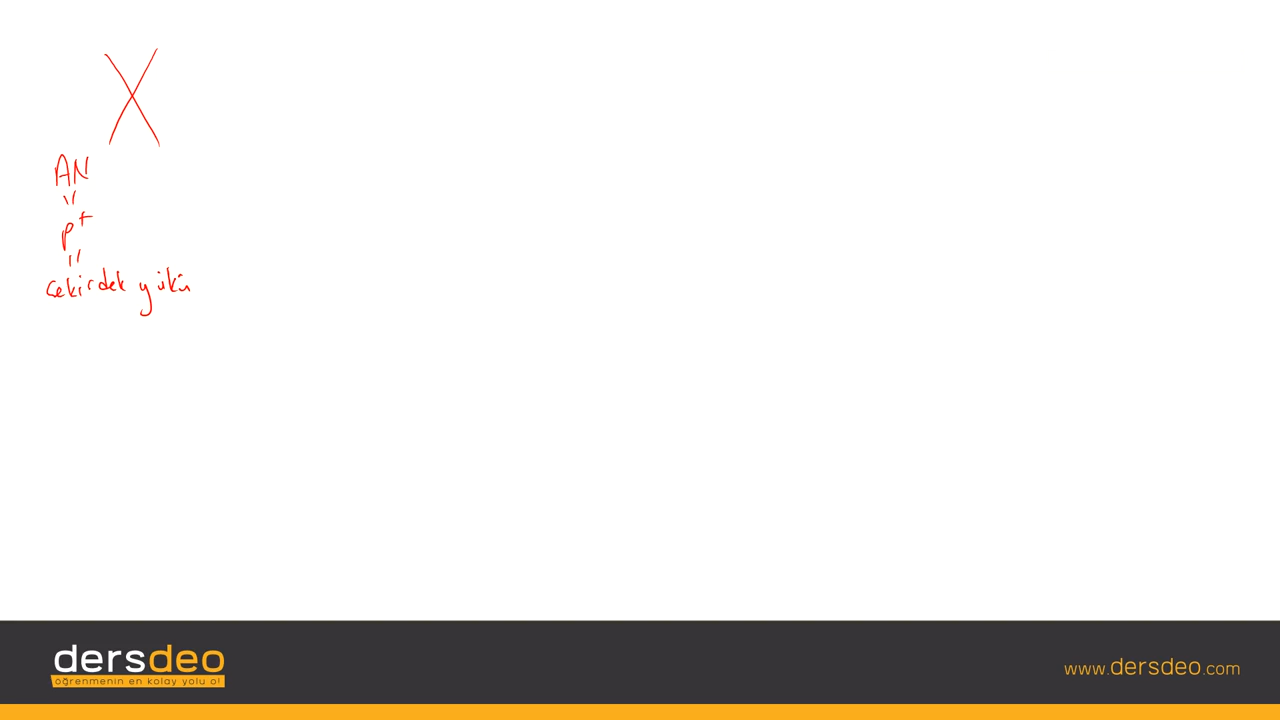 X
AN
=
p+
=
Çekirdek yükü
dersdeo
öğrenmenin en kolay yolu o!
www.dersdeo.com